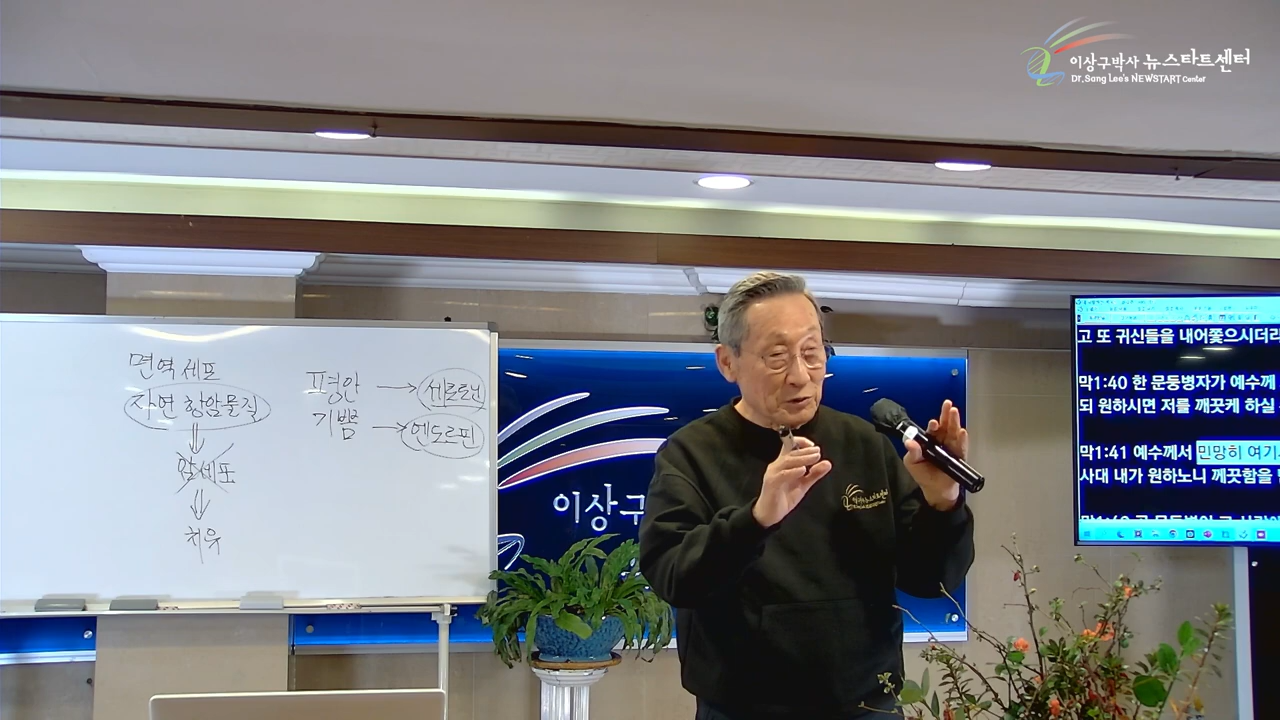 이상구박사 뉴스타트센터
Dr. Sang Lee's NEWSTART Center
면역세포
자연 항암물질
암세포
치유
평안
세로토닌
기쁨
엔도르핀
이상구
고 또 귀신들을 내어쫓으시더라
막1:40 한 문둥병자가 예수께
되 원하시면 저를 깨끗케 하실
막1:41 예수께서 민망히 여기
사대 내가 원하노니 깨끗함을